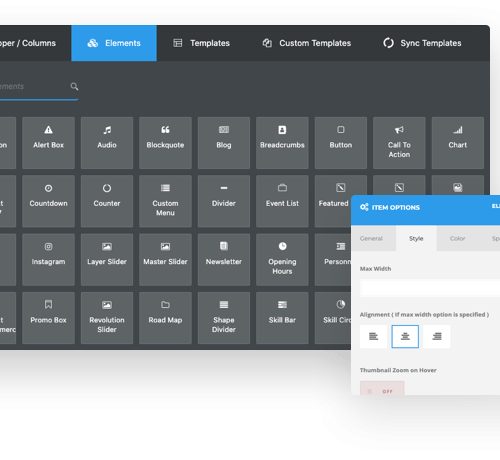 per / Columns
Elements
Templates
Custom Templates
Sync Templates
ements
on
Alert Box
Audio
Blockquote
Blog
Breadcrumbs
Button
Call To
Action
Chart
Countdown
Counter
Custom
Menu
Divider
Event List
Featured
Instagram
Layer Slider
Master Slider
Newsletter
Opening
Hours
Personn
Promo Box
Revolution
Slider
Road Map
Shape
Divider
Skill Bar
Skill Circ
ITEM OPTIONS
ELE
General
Style
Color
Sp
Max Width
Alignment ( If max width option is specified )
Thumbnail Zoom on Hover
OFF